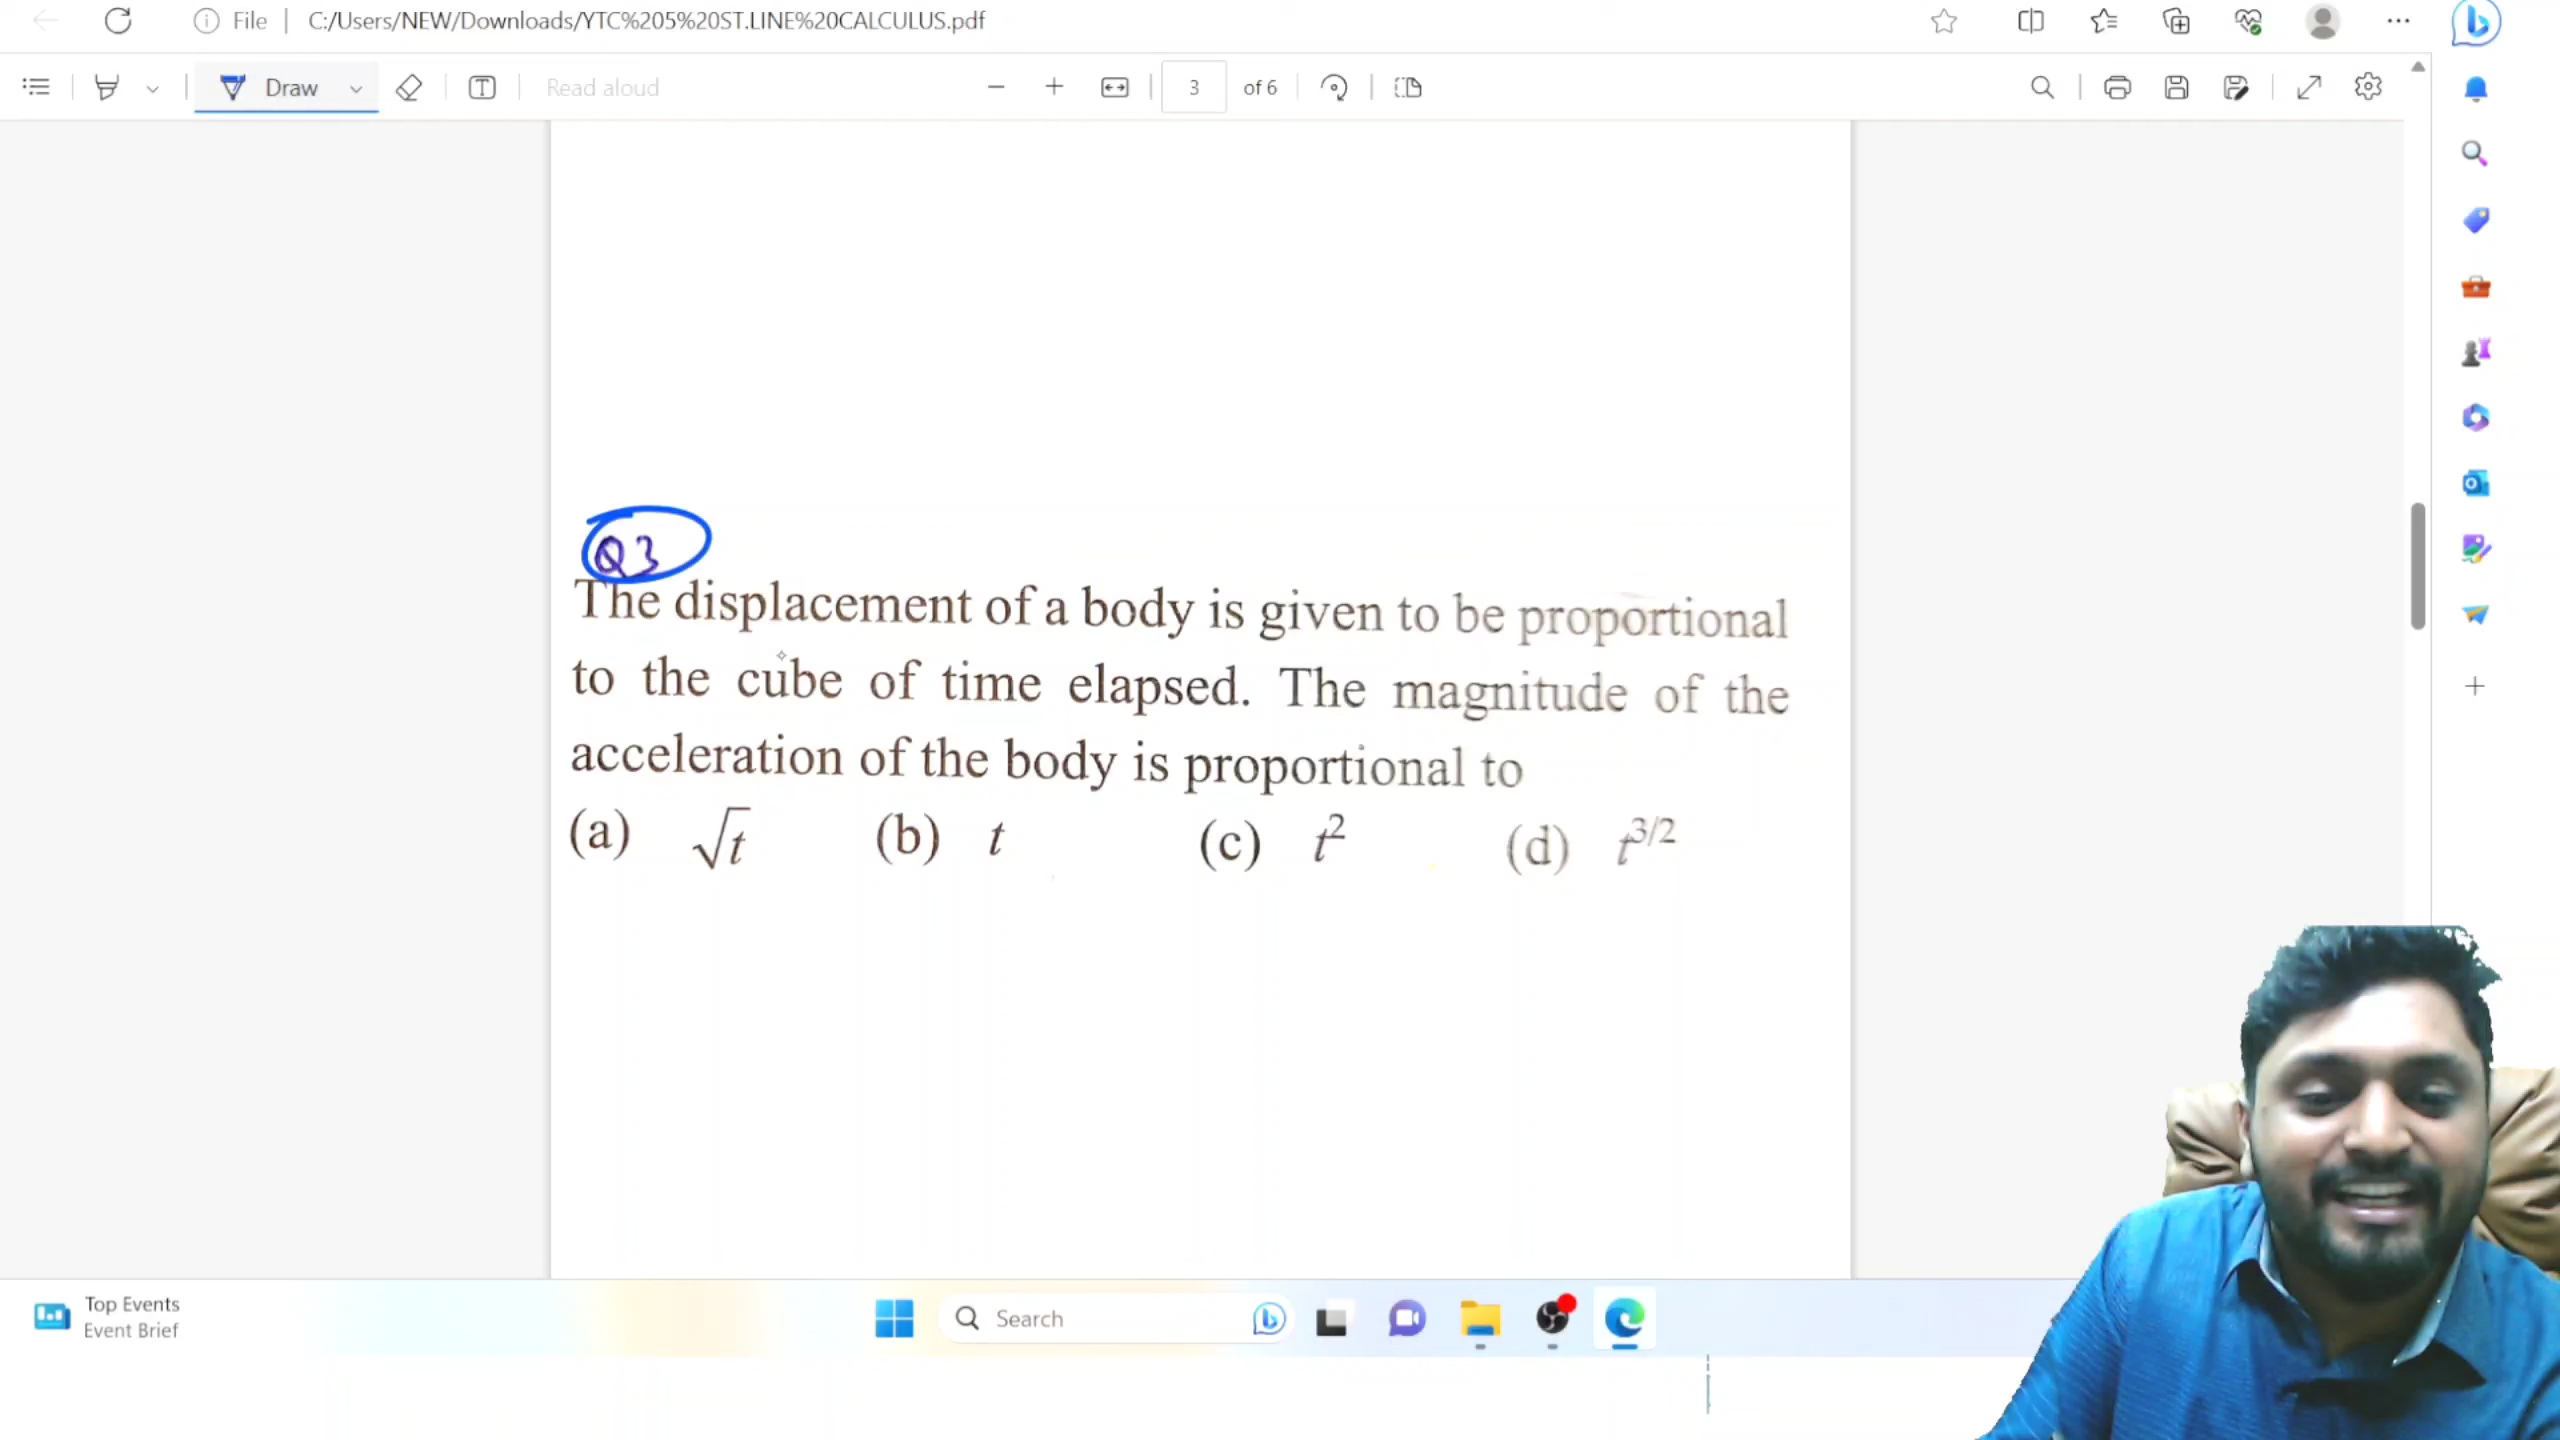 File | C:/Users/NEW/Downloads/YTC%205%20ST.LINE%20CALCULUS.pdf
Draw Read aloud 3 of 6
Q3
The displacement of a body is given to be proportional
to the cube of time elapsed. The magnitude of the
acceleration of the body is proportional to
(a) √t (b) t (c) t² (d) t^{3/2}
Top Events
Event Brief
Search